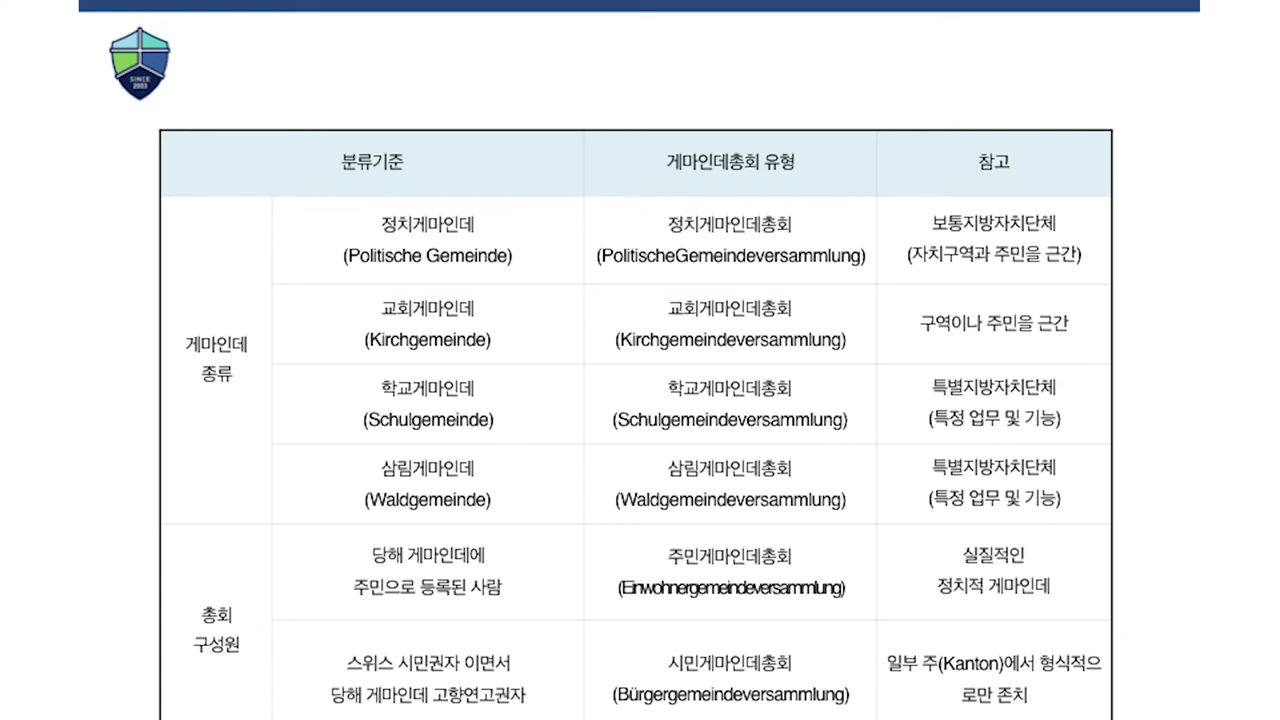 SINCE
2003
분류기준
게마인데총회 유형
참고
게마인데
종류
정치게마인데
(Politische Gemeinde)
정치게마인데총회
(PolitischeGemeindeversammlung)
보통지방자치단체
(자치구역과 주민을 근간)
교회게마인데
(Kirchgemeinde)
교회게마인데총회
(Kirchgemeindeversammlung)
구역이나 주민을 근간
학교게마인데
(Schulgemeinde)
학교게마인데총회
(Schulgemeindeversammlung)
특별지방자치단체
(특정 업무 및 기능)
삼림게마인데
(Waldgemeinde)
삼림게마인데총회
(Waldgemeindeversammlung)
특별지방자치단체
(특정 업무 및 기능)
총회
구성원
당해 게마인데에
주민으로 등록된 사람
주민게마인데총회
(Einwohnergemeindeversammlung)
실질적인
정치적 게마인데
스위스 시민권자 이면서
당해 게마인데 고향연고권자
시민게마인데총회
(Bürgergemeindeversammlung)
일부 주(Kanton)에서 형식적으
로만 존치